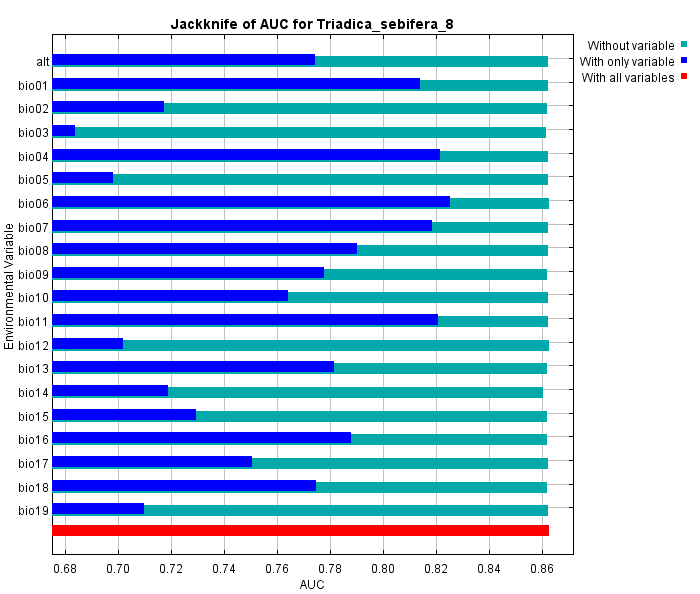 Jackknife of AUC for Triadica_sebifera_8
Without variable
With only variable
With all variables
Environmental Variable
alt
bio01
bio02
bio03
bio04
bio05
bio06
bio07
bio08
bio09
bio10
bio11
bio12
bio13
bio14
bio15
bio16
bio17
bio18
bio19
0.68 0.70 0.72 0.74 0.76 0.78 0.80 0.82 0.84 0.86
AUC